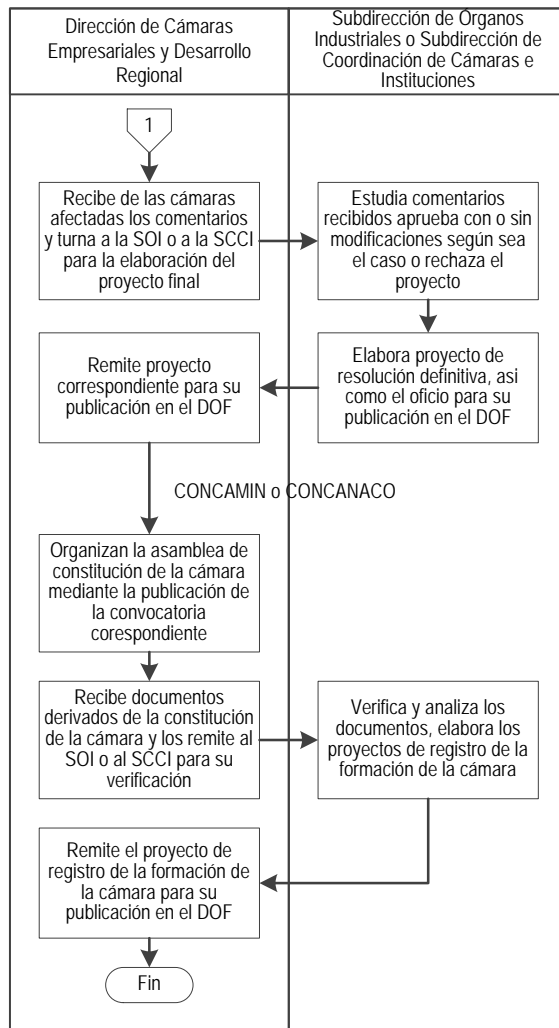 Dirección de Cámaras
Empresariales y Desarrollo
Regional
Subdirección de Órganos
Industriales o Subdirección de
Coordinación de Cámaras e
Instituciones
1
Recibe de las cámaras
afectadas los comentarios
y turna a la SOI o a la SCCI
para la elaboración del
proyecto final
Estudia comentarios
recibidos aprueba con o sin
modificaciones según sea
el caso o rechaza el
proyecto
Elabora proyecto de
resolución definitiva, asi
como el oficio para su
publicación en el DOF
Remite proyecto
correspondiente para su
publicación en el DOF
CONCAMIN o CONCANACO
Organizan la asamblea de
constitución de la cámara
mediante la publicación de
la convocatoria
corespondiente
Recibe documentos
derivados de la constitución
de la cámara y los remite al
SOI o al SCCI para su
verificación
Verifica y analiza los
documentos, elabora los
proyectos de registro de la
formación de la cámara
Remite el proyecto de
registro de la formación de
la cámara para su
publicación en el DOF
Fin